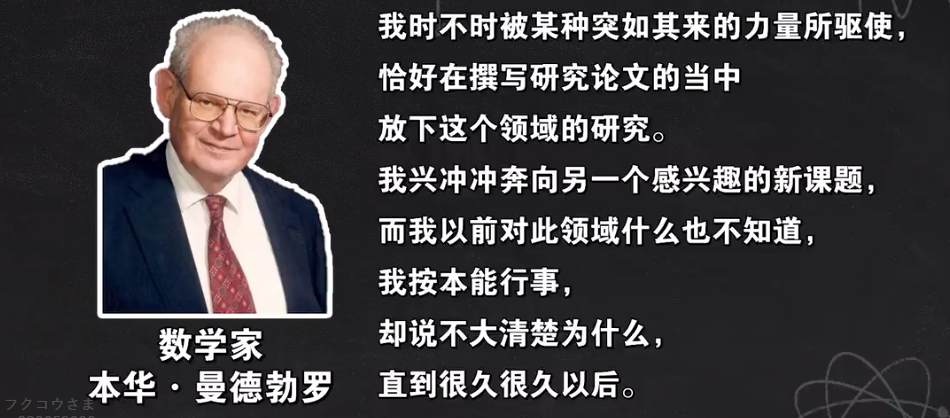 我时不时被某种突如其来的力量所驱使，
恰好在撰写研究论文的当中
放下这个领域的研究。
我兴冲冲奔向另一个感兴趣的新课题，
而我以前对此领域什么也不知道，
我按本能行事，
却说不大清楚为什么，
直到很久很久以后。
数学家
本华·曼德勃罗
フクコウさま